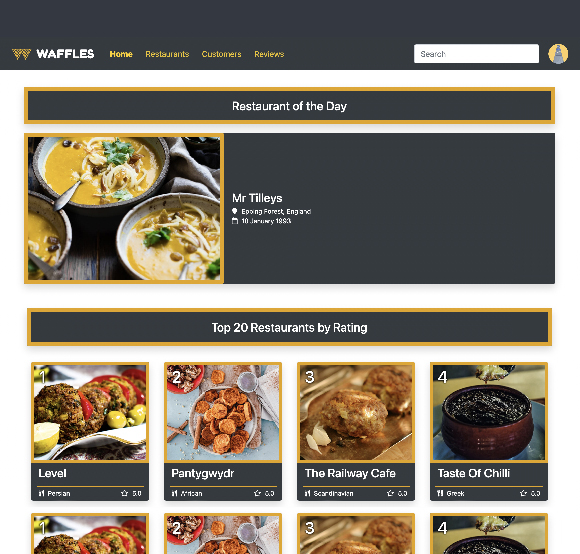 WAFFLES Home Restaurants Customers Reviews Search
Restaurant of the Day
Mr Tilleys
Epping Forest, England
18 January 1993
Top 20 Restaurants by Rating
1 2 3 4
Level Pantygwydr The Railway Cafe Taste Of Chilli
Persian 5.0 African 5.0 Scandinavian 5.0 Greek 5.0
1 2 3 4